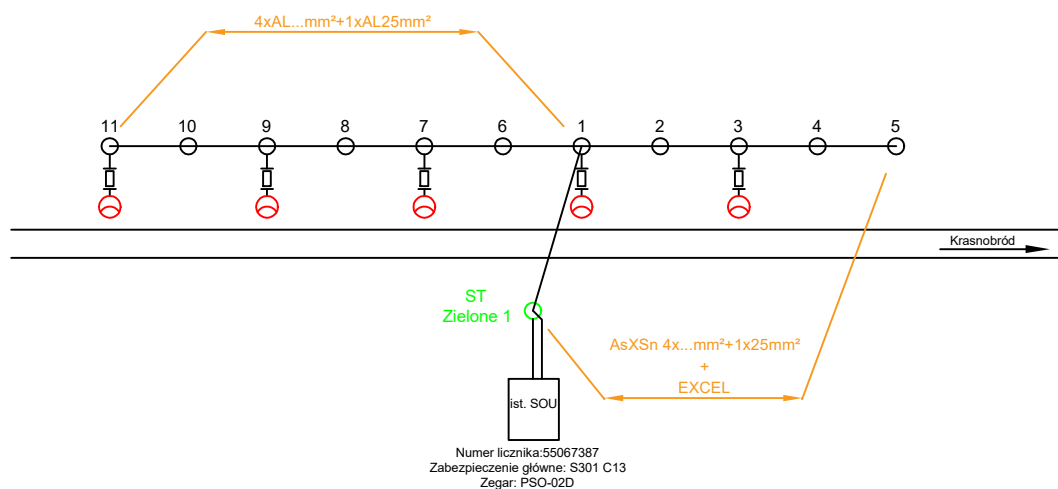 4xAL...mm²+1xAL25mm²
11 10 9 8 7 6 1 2 3 4 5
Krasnobród
ST
Zielone 1
AsXSn 4x...mm²+1x25mm²
+
EXCEL
ist. SOU
Numer licznika:55067387
Zabezpieczenie główne: S301 C13
Zegar: PSO-02D